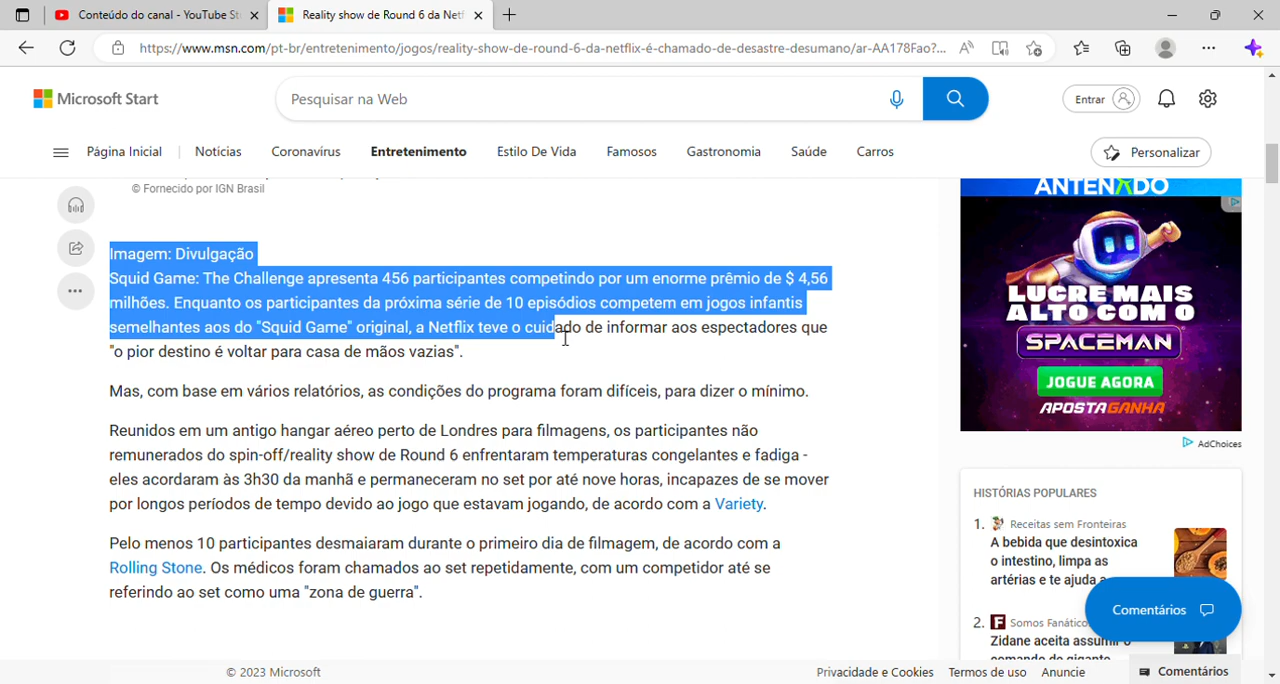 Conteúdo do canal - YouTube St
Reality show de Round 6 da Netf
https://www.msn.com/pt-br/entretenimento/jogos/reality-show-de-round-6-da-netflix-é-chamado-de-desastre-desumano/ar-AA178Fao?...
Microsoft Start
Pesquisar na Web
Entrar
Página Inicial
Notícias
Coronavírus
Entretenimento
Estilo De Vida
Famosos
Gastronomia
Saúde
Carros
Personalizar
© Fornecido por IGN Brasil
Imagem: Divulgação
Squid Game: The Challenge apresenta 456 participantes competindo por um enorme prêmio de $ 4,56
milhões. Enquanto os participantes da próxima série de 10 episódios competem em jogos infantis
semelhantes aos do "Squid Game" original, a Netflix teve o cuidado de informar aos espectadores que
"o pior destino é voltar para casa de mãos vazias".
Mas, com base em vários relatórios, as condições do programa foram difíceis, para dizer o mínimo.
Reunidos em um antigo hangar aéreo perto de Londres para filmagens, os participantes não
remunerados do spin-off/reality show de Round 6 enfrentaram temperaturas congelantes e fadiga -
eles acordaram às 3h30 da manhã e permaneceram no set por até nove horas, incapazes de se mover
por longos períodos de tempo devido ao jogo que estavam jogando, de acordo com a Variety.
Pelo menos 10 participantes desmaiaram durante o primeiro dia de filmagem, de acordo com a
Rolling Stone. Os médicos foram chamados ao set repetidamente, com um competidor até se
referindo ao set como uma "zona de guerra".
ANTENADO
LUCRE MAIS
ALTO COM O
SPACEMAN
JOGUE AGORA
APOSTAGANHA
AdChoices
HISTÓRIAS POPULARES
1. Receitas sem Fronteiras
A bebida que desintoxica
o intestino, limpa as
artérias e te ajuda a
Comentários
2. Somos Fanático
Zidane aceita assumir o
comando do gigante
© 2023 Microsoft
Privacidade e Cookies
Termos de uso
Anuncie
Comentários